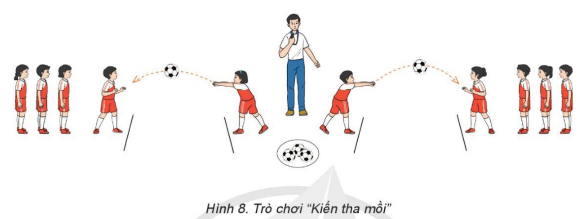 Hình 8. Trò chơi “Kiến tha mồi”